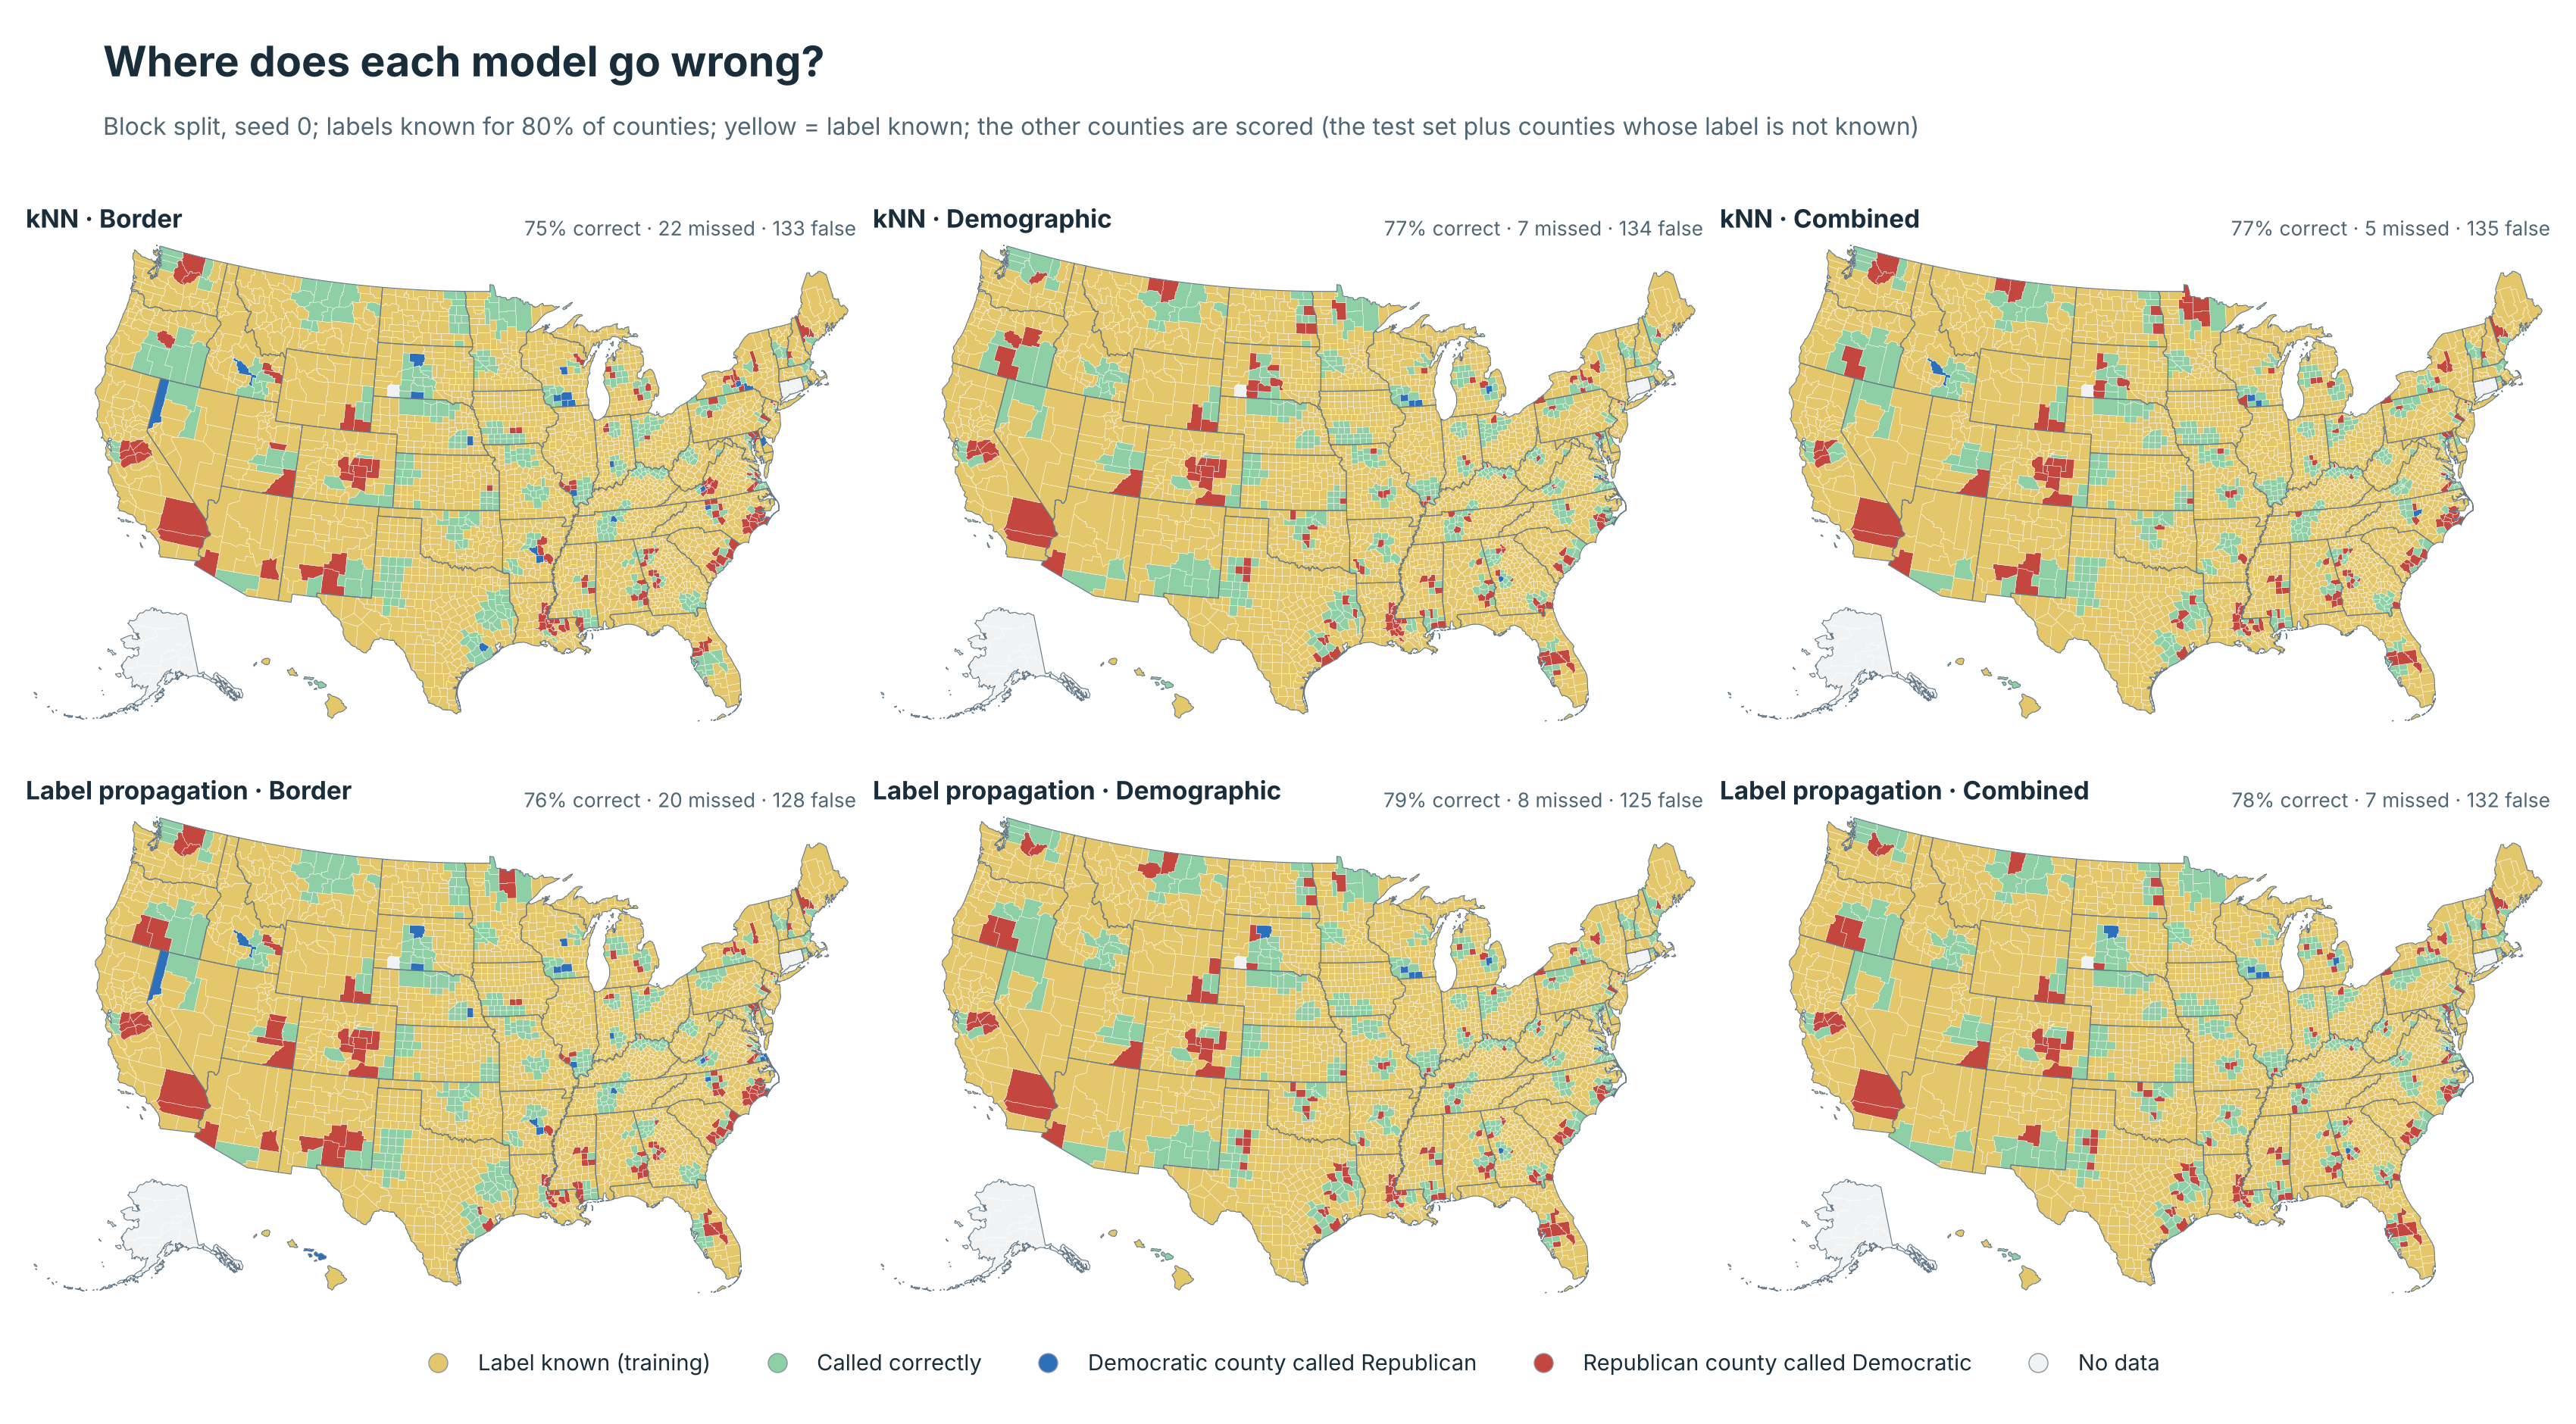 Where does each model go wrong?
Block split, seed 0; labels known for 80% of counties; yellow = label known; the other counties are scored (the test set plus counties whose label is not known)
kNN · Border
75% correct · 22 missed · 133 false
kNN · Demographic
77% correct · 7 missed · 134 false
kNN · Combined
77% correct · 5 missed · 135 false
Label propagation · Border
76% correct · 20 missed · 128 false
Label propagation · Demographic
79% correct · 8 missed · 125 false
Label propagation · Combined
78% correct · 7 missed · 132 false
Label known (training)
Called correctly
Democratic county called Republican
Republican county called Democratic
No data